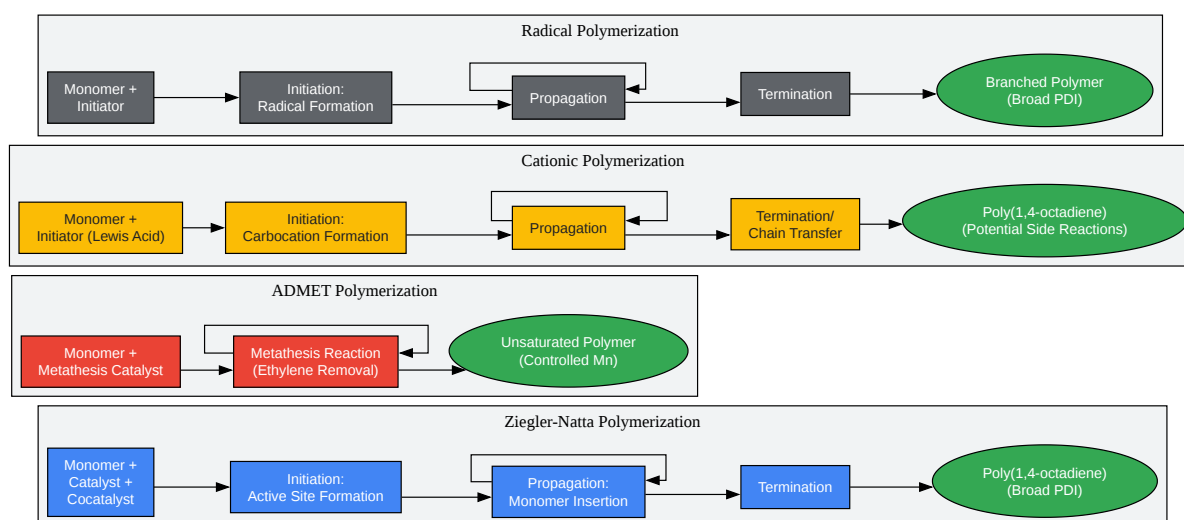 Radical Polymerization
Monomer +
Initiator
Initiation:
Radical Formation
Propagation
Termination
Branched Polymer
(Broad PDI)
Cationic Polymerization
Monomer +
Initiator (Lewis Acid)
Initiation:
Carbocation Formation
Propagation
Termination/
Chain Transfer
Poly(1,4-octadiene)
(Potential Side Reactions)
ADMET Polymerization
Monomer +
Metathesis Catalyst
Metathesis Reaction
(Ethylene Removal)
Unsaturated Polymer
(Controlled Mn)
Ziegler-Natta Polymerization
Monomer +
Catalyst +
Cocatalyst
Initiation:
Active Site Formation
Propagation:
Monomer Insertion
Termination
Poly(1,4-octadiene)
(Broad PDI)